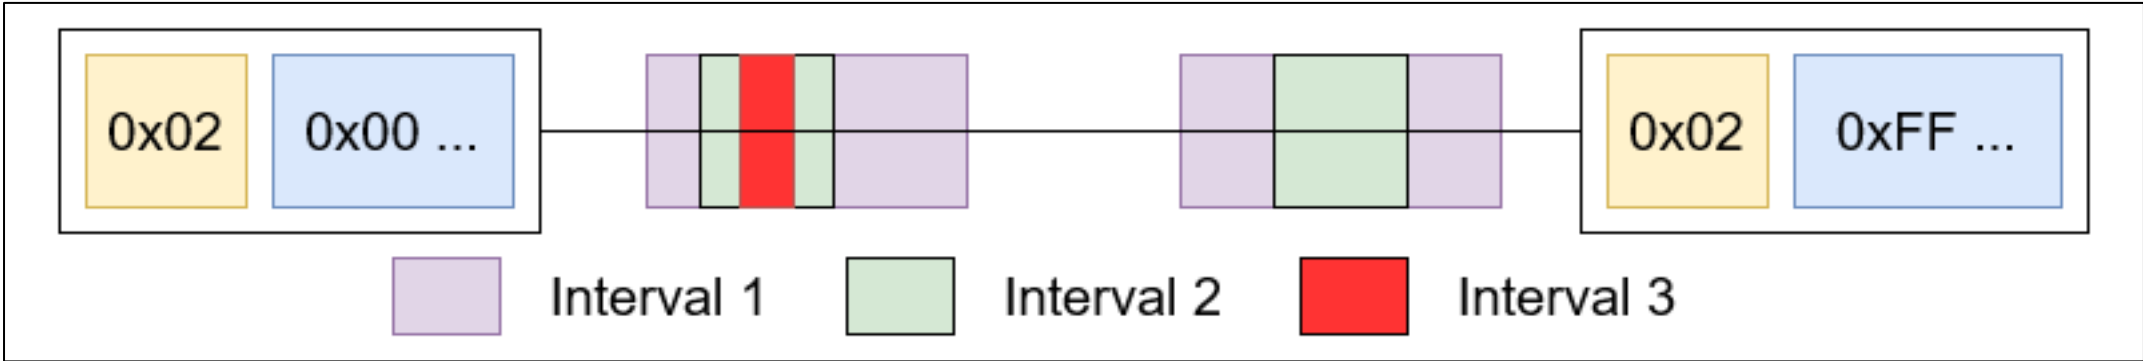 0x02 0x00 ... 0x02 0xFF ...
Interval 1 Interval 2 Interval 3